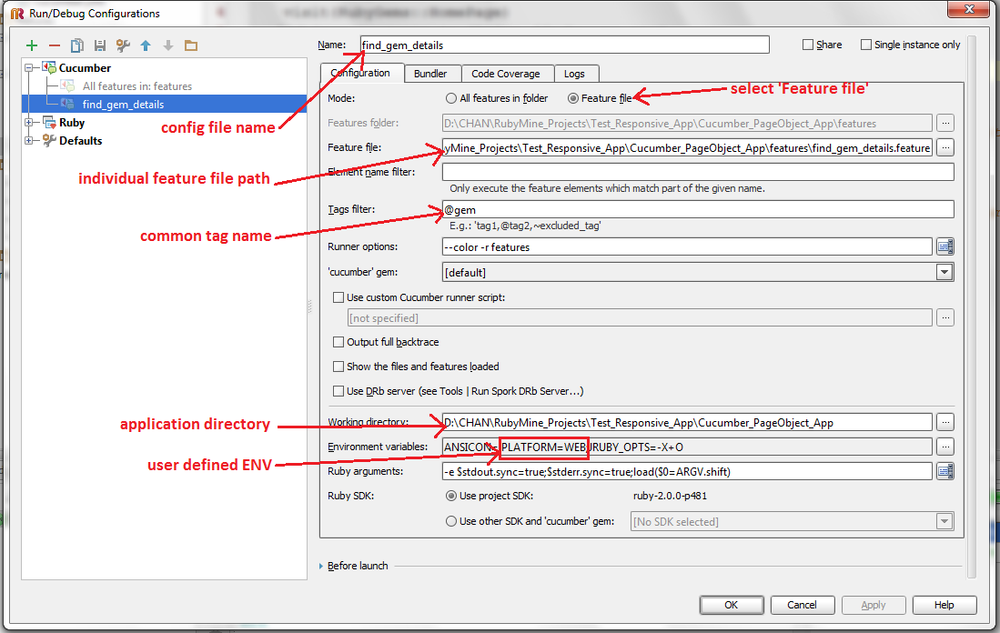 Run/Debug Configurations
Name: find_gem_details Share Single instance only
Cucumber
All features in: features
find_gem_details
Ruby
Defaults
config file name
individual feature file path
common tag name
application directory
user defined ENV
Configuration Bundler Code Coverage Logs
Mode: All features in folder Feature file
select 'Feature file'
Features folder: D:\CHAN\RubyMine_Projects\Test_Responsive_App\Cucumber_PageObject_App\features ...
Feature file: yMine_Projects\Test_Responsive_App\Cucumber_PageObject_App\features\find_gem_details.feature ...
Element name filter:
Only execute the feature elements which match part of the given name.
Tags filter: @gem
E.g.: 'tag1,@tag2,~excluded_tag'
Runner options: --color -r features
'cucumber' gem: [default]
Use custom Cucumber runner script:
[not specified] ...
Output full backtrace
Show the files and features loaded
Use DRb server (see Tools | Run Spork DRb Server...)
Working directory: D:\CHAN\RubyMine_Projects\Test_Responsive_App\Cucumber_PageObject_App ...
Environment variables: ANSICON= PLATFORM=WEB JRUBY_OPTS=-X+O ...
Ruby arguments: -e $stdout.sync=true;$stderr.sync=true;load($0=ARGV.shift)
Ruby SDK: Use project SDK: ruby-2.0.0-p481
Use other SDK and 'cucumber' gem: [No SDK selected]
Before launch
OK Cancel Apply Help